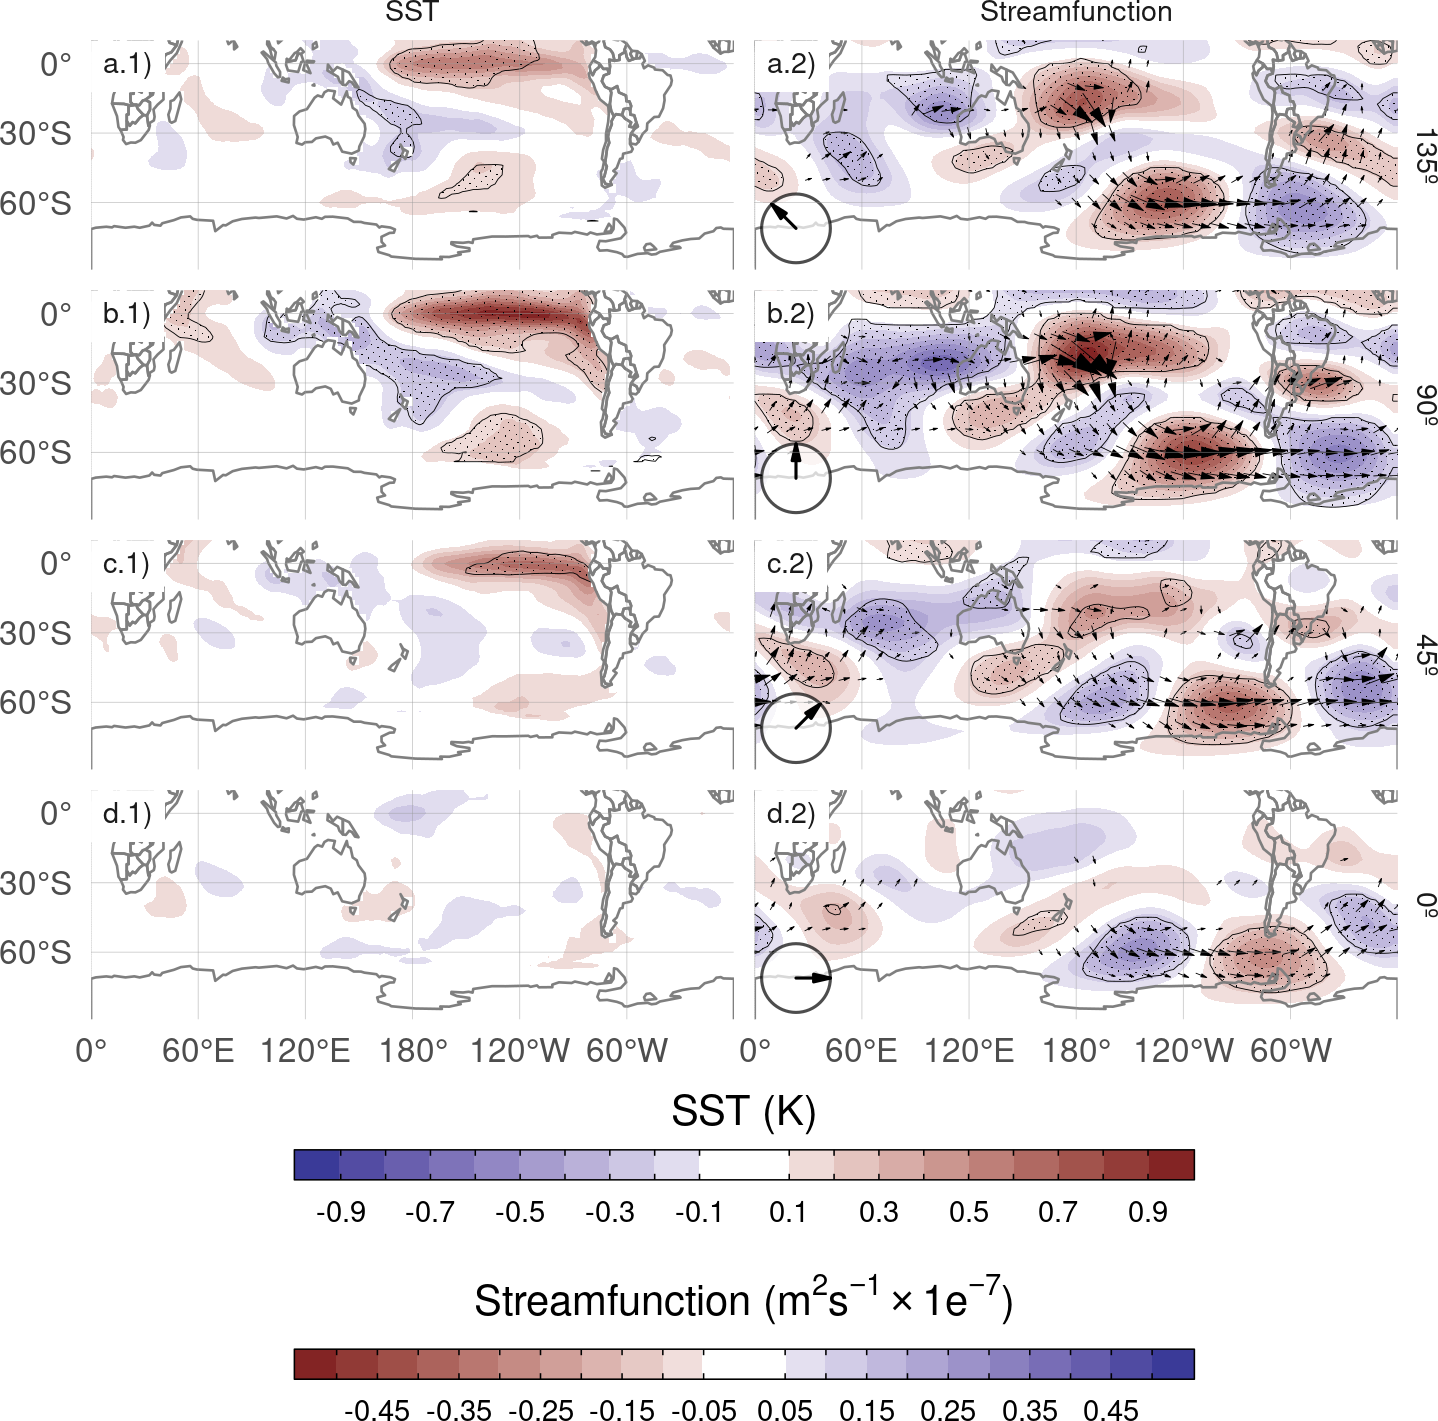 SST Streamfunction
a.1) a.2)
0°
30°S
60°S
135º
b.1) b.2)
0°
30°S
60°S
90º
c.1) c.2)
0°
30°S
60°S
45º
d.1) d.2)
0°
30°S
60°S
0º
0° 60°E 120°E 180° 120°W 60°W 0° 60°E 120°E 180° 120°W 60°W
SST (K)
-0.9 -0.7 -0.5 -0.3 -0.1 0.1 0.3 0.5 0.7 0.9
Streamfunction (m²s⁻¹ × 1e⁻⁷)
-0.45 -0.35 -0.25 -0.15 -0.05 0.05 0.15 0.25 0.35 0.45